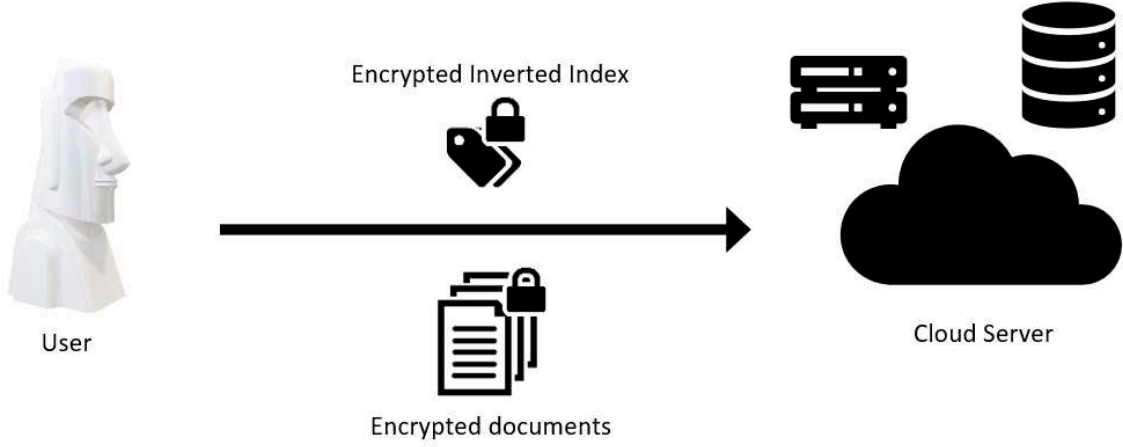 Encrypted Inverted Index
User
Cloud Server
Encrypted documents